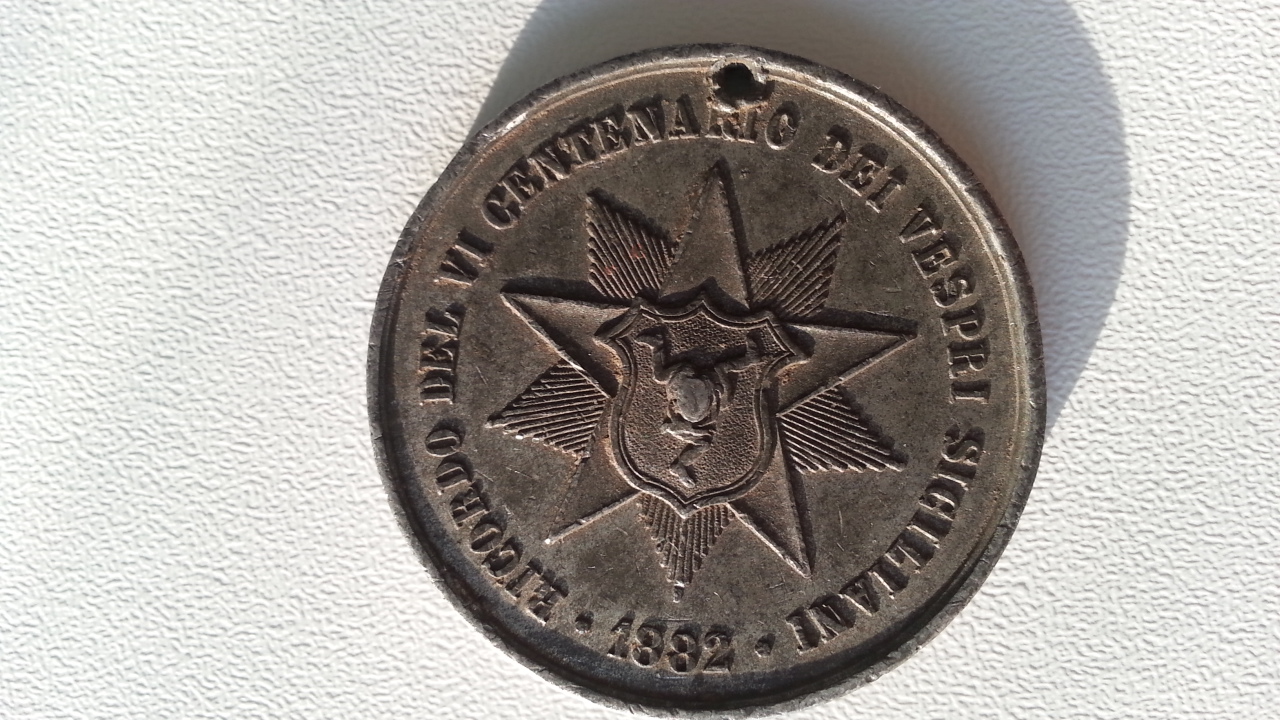 RICORDO DEL VI CENTENARIO DEI VESPRI SICILIANI
· 1882 ·